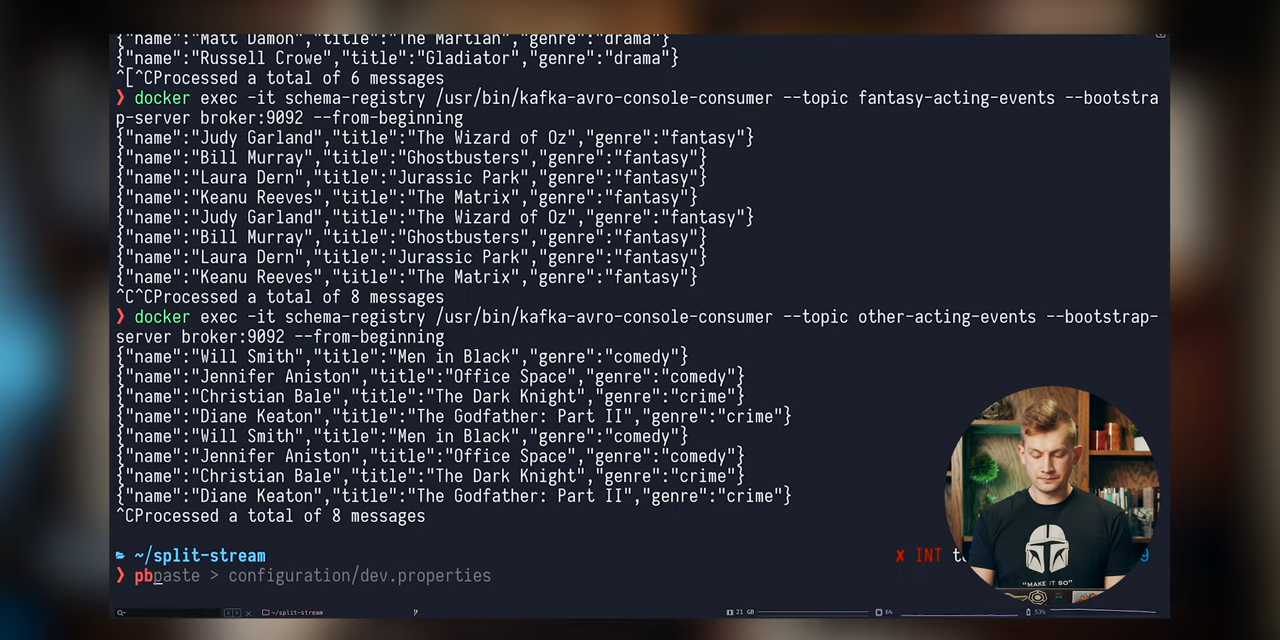 {"name":"Matt Damon","title":"The Martian","genre":"drama"}
{"name":"Russell Crowe","title":"Gladiator","genre":"drama"}
^[^CProcessed a total of 6 messages
❯ docker exec -it schema-registry /usr/bin/kafka-avro-console-consumer --topic fantasy-acting-events --bootstra
p-server broker:9092 --from-beginning
{"name":"Judy Garland","title":"The Wizard of Oz","genre":"fantasy"}
{"name":"Bill Murray","title":"Ghostbusters","genre":"fantasy"}
{"name":"Laura Dern","title":"Jurassic Park","genre":"fantasy"}
{"name":"Keanu Reeves","title":"The Matrix","genre":"fantasy"}
{"name":"Judy Garland","title":"The Wizard of Oz","genre":"fantasy"}
{"name":"Bill Murray","title":"Ghostbusters","genre":"fantasy"}
{"name":"Laura Dern","title":"Jurassic Park","genre":"fantasy"}
{"name":"Keanu Reeves","title":"The Matrix","genre":"fantasy"}
^C^CProcessed a total of 8 messages
❯ docker exec -it schema-registry /usr/bin/kafka-avro-console-consumer --topic other-acting-events --bootstrap-
server broker:9092 --from-beginning
{"name":"Will Smith","title":"Men in Black","genre":"comedy"}
{"name":"Jennifer Aniston","title":"Office Space","genre":"comedy"}
{"name":"Christian Bale","title":"The Dark Knight","genre":"crime"}
{"name":"Diane Keaton","title":"The Godfather: Part II","genre":"crime"}
{"name":"Will Smith","title":"Men in Black","genre":"comedy"}
{"name":"Jennifer Aniston","title":"Office Space","genre":"comedy"}
{"name":"Christian Bale","title":"The Dark Knight","genre":"crime"}
{"name":"Diane Keaton","title":"The Godfather: Part II","genre":"crime"}
^CProcessed a total of 8 messages
~/split-stream ✘ INT
❯ pbpaste > configuration/dev.properties
"MAKE IT SO"
~/split-stream 21 GB 6% 53%